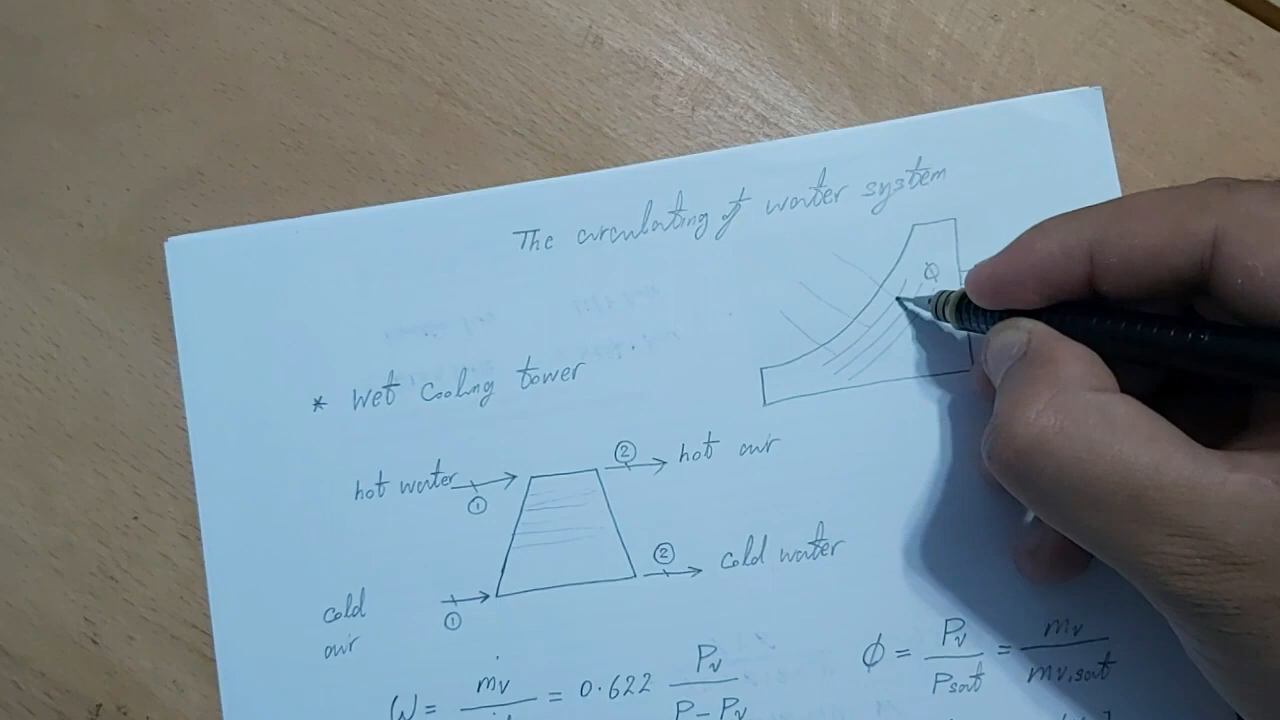 The circulating of water system
φ
* Wet cooling tower
hot water ①
② hot air
② cold water
cold air ①
ω = ṁv / = 0.622 Pv / P - Pv
ϕ = Pv / Psat = mv / mv,sat